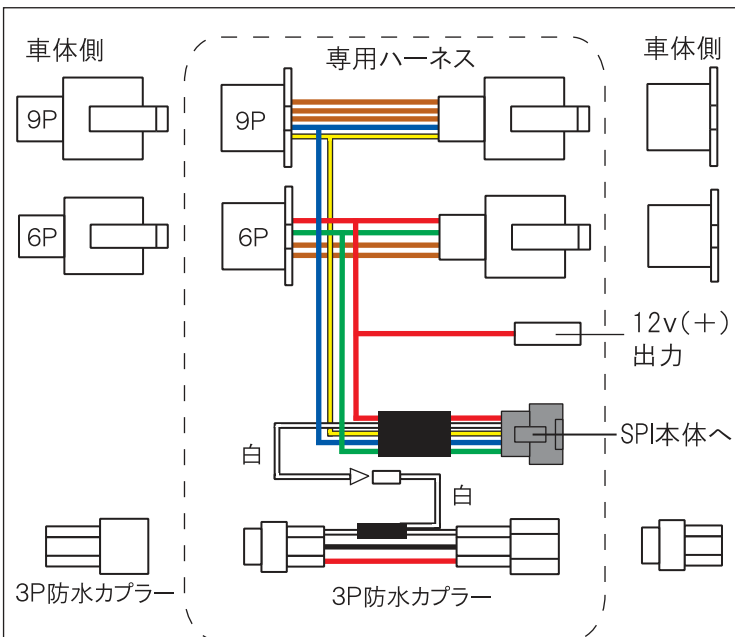 車体側
専用ハーネス
車体側
9P
9P
6P
6P
12v(+)
出力
SPI本体へ
白
白
3P防水カプラー
3P防水カプラー